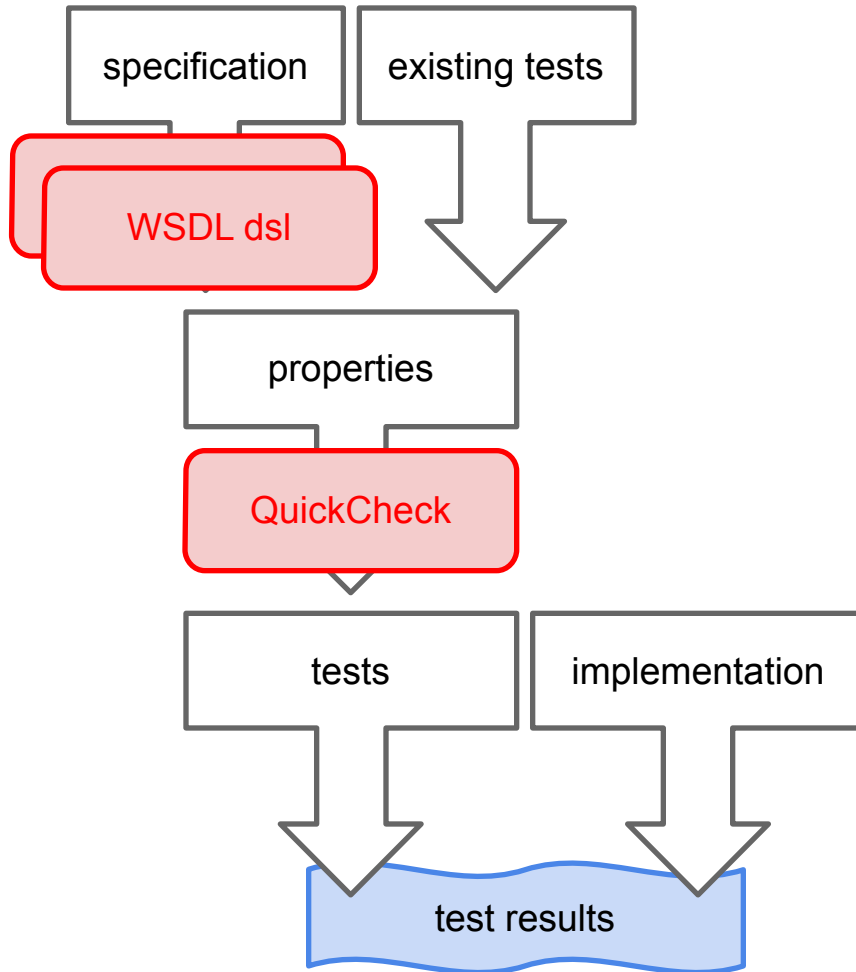 specification
existing tests
WSDL dsl
properties
QuickCheck
tests
implementation
test results